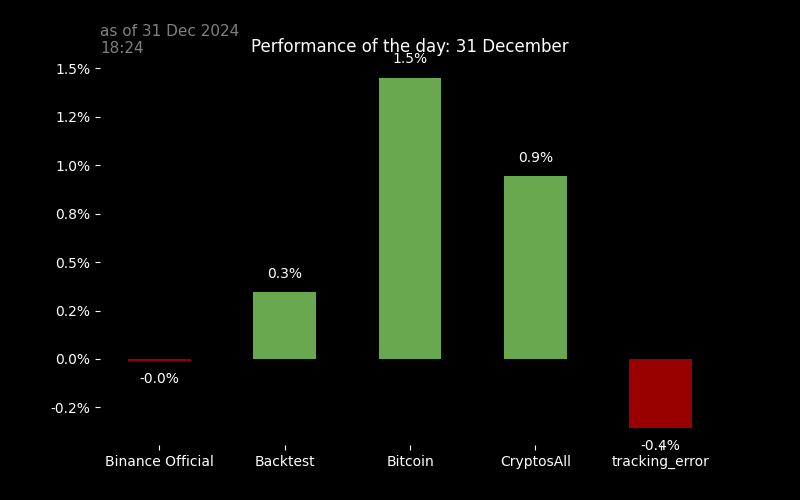 as of 31 Dec 2024
18:24
Performance of the day: 31 December
1.5%
1.5%
1.2%
1.0%
0.9%
0.8%
0.5%
0.3%
0.2%
0.0%
-0.0%
-0.2%
-0.4%
Binance Official
Backtest
Bitcoin
CryptosAll
tracking_error